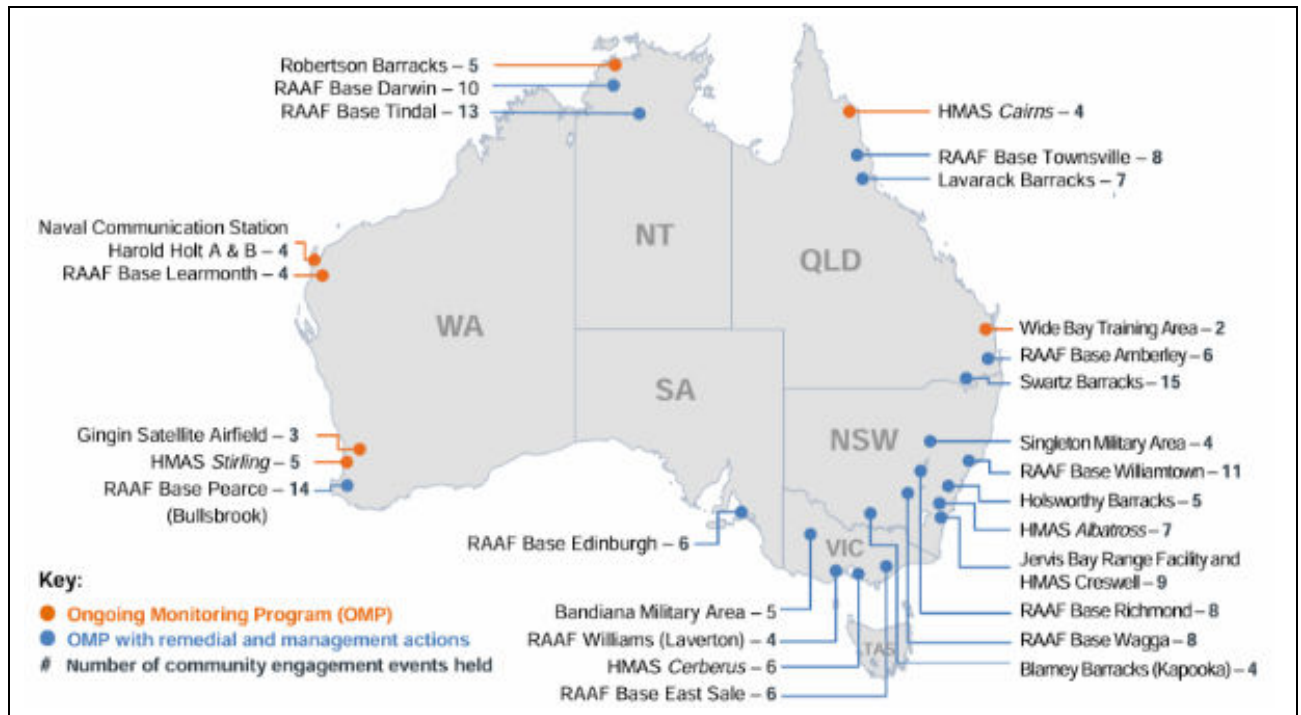 Robertson Barracks – 5
RAAF Base Darwin – 10
RAAF Base Tindal – 13
HMAS Cairns – 4
RAAF Base Townsville – 8
Lavarack Barracks – 7
Naval Communication Station
Harold Holt A & B – 4
RAAF Base Learmonth – 4
NT
QLD
WA
SA
Wide Bay Training Area – 2
RAAF Base Amberley – 6
Swartz Barracks – 15
Gingin Satellite Airfield – 3
HMAS Stirling – 5
RAAF Base Pearce – 14
(Bullsbrook)
NSW
Singleton Military Area – 4
RAAF Base Williamtown – 11
Holsworthy Barracks – 5
HMAS Albatross – 7
Jervis Bay Range Facility and
HMAS Creswell – 9
RAAF Base Richmond – 8
RAAF Base Wagga – 8
Blamey Barracks (Kapooka) – 4
RAAF Base Edinburgh – 6
VIC
TAS
Bandiana Military Area – 5
RAAF Williams (Laverton) – 4
HMAS Cerberus – 6
RAAF Base East Sale – 6
Key:
Ongoing Monitoring Program (OMP)
OMP with remedial and management actions
# Number of community engagement events held